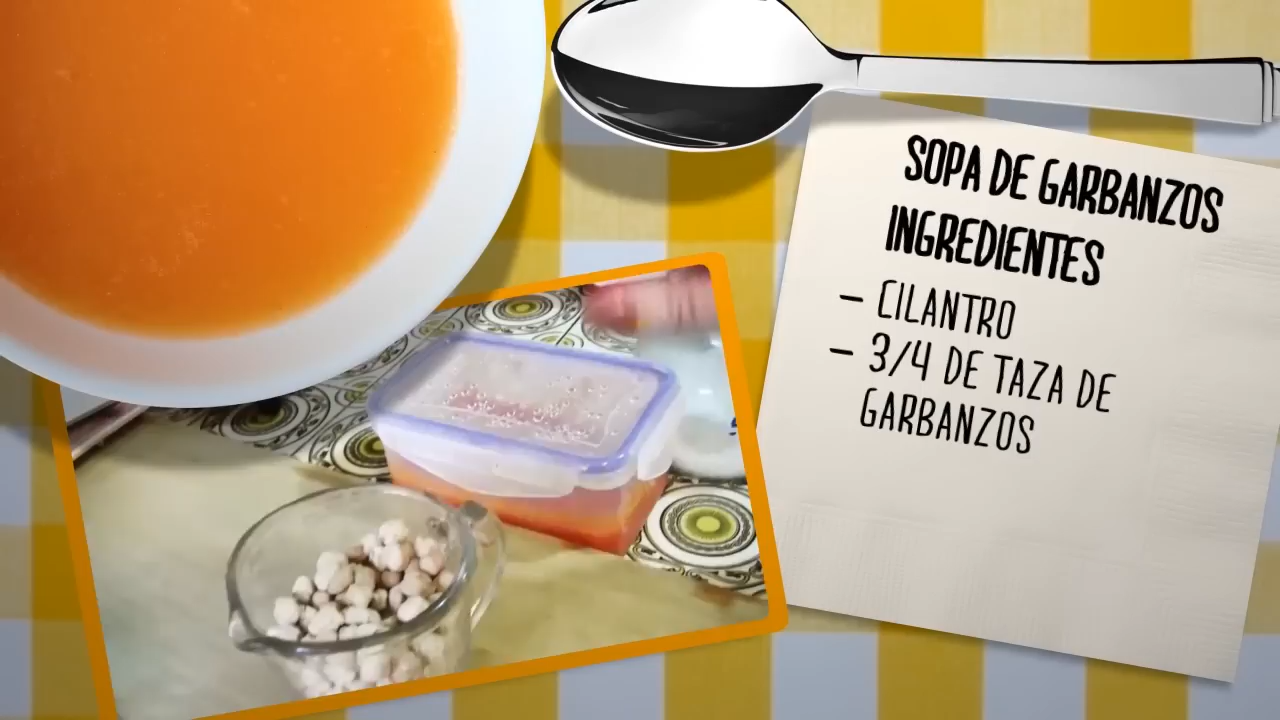 SOPA DE GARBANZOS
INGREDIENTES
- CILANTRO
- 3/4 DE TAZA DE
GARBANZOS